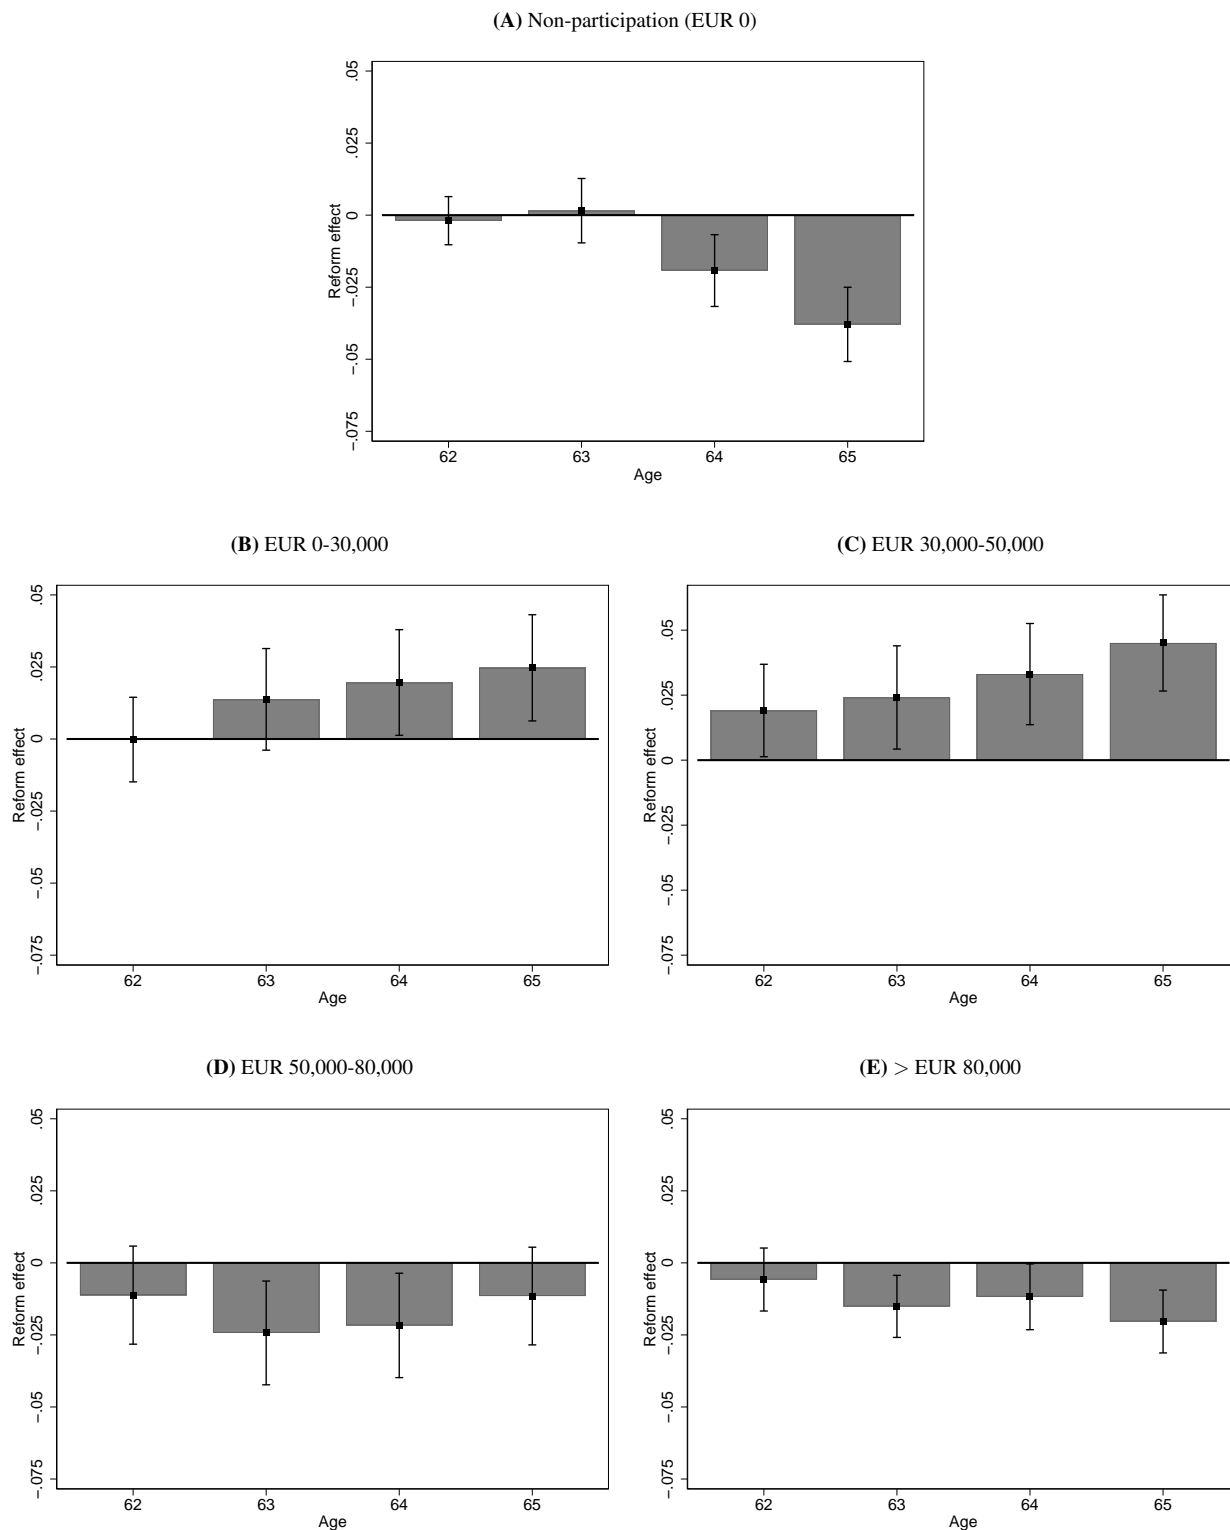 (A) Non-participation (EUR 0)
.05
.025
0
-.025
-.05
-.075
Reform effect
62 63 64 65
Age
(B) EUR 0-30,000
.05
.025
0
-.025
-.05
-.075
Reform effect
62 63 64 65
Age
(C) EUR 30,000-50,000
.05
.025
0
-.025
-.05
-.075
Reform effect
62 63 64 65
Age
(D) EUR 50,000-80,000
.05
.025
0
-.025
-.05
-.075
Reform effect
62 63 64 65
Age
(E) > EUR 80,000
.05
.025
0
-.025
-.05
-.075
Reform effect
62 63 64 65
Age